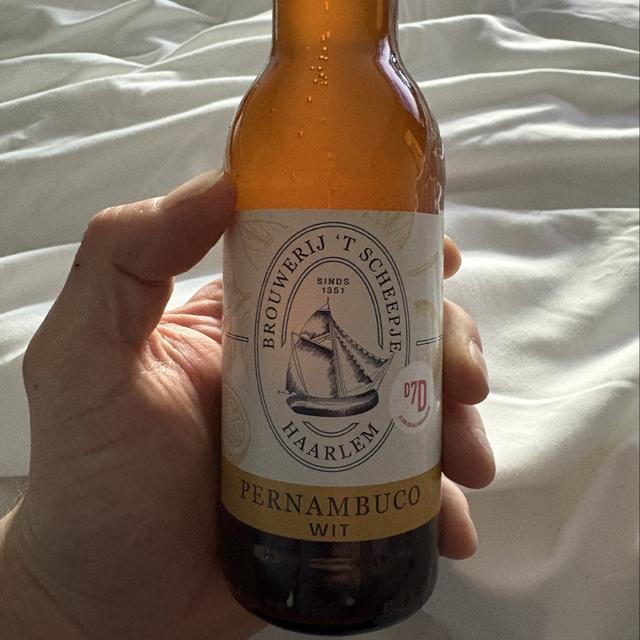 BROUWERIJ 'T SCHEEPJE
SINDS
1351
HAARLEM
D7D
PERNAMBUCO
WIT